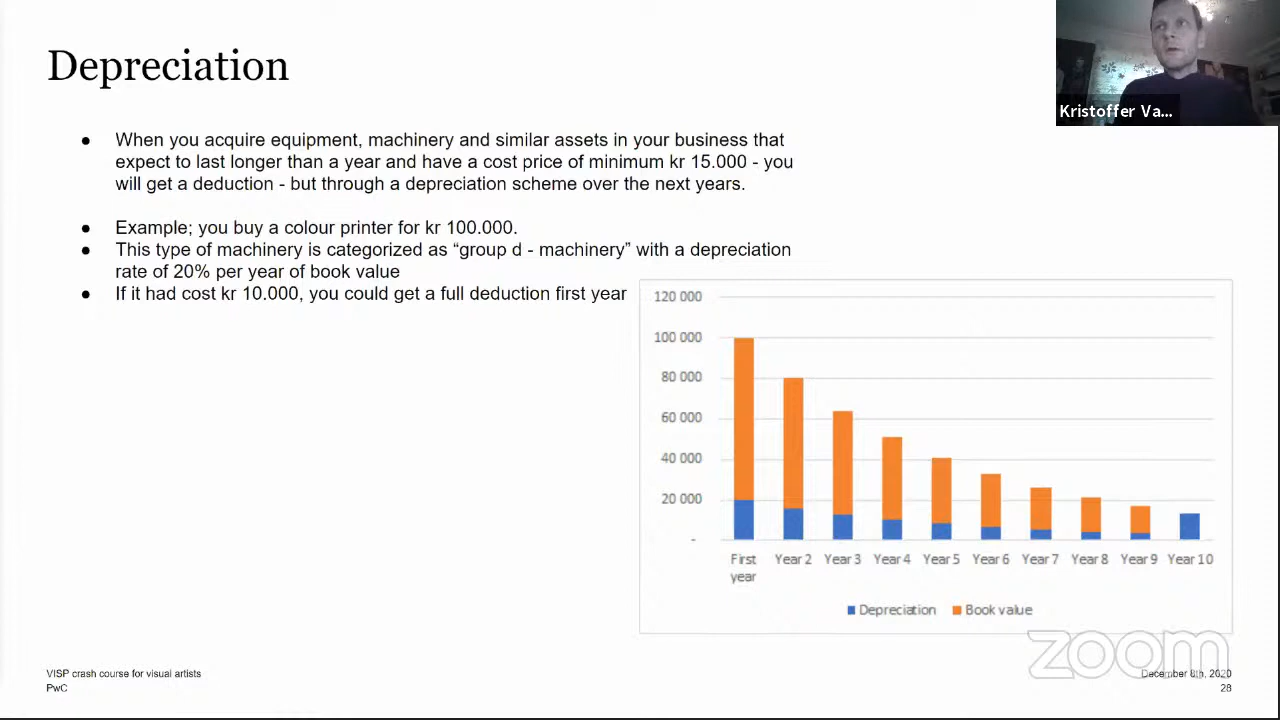 Depreciation
Kristoffer Va...
● When you acquire equipment, machinery and similar assets in your business that
expect to last longer than a year and have a cost price of minimum kr 15.000 - you
will get a deduction - but through a depreciation scheme over the next years.
● Example; you buy a colour printer for kr 100.000.
● This type of machinery is categorized as “group d - machinery” with a depreciation
rate of 20% per year of book value
● If it had cost kr 10.000, you could get a full deduction first year
120 000
100 000
80 000
60 000
40 000
20 000
-
First year Year 2 Year 3 Year 4 Year 5 Year 6 Year 7 Year 8 Year 9 Year 10
Depreciation Book value
zoom
VISP crash course for visual artists
PwC
December 8th, 2020
28